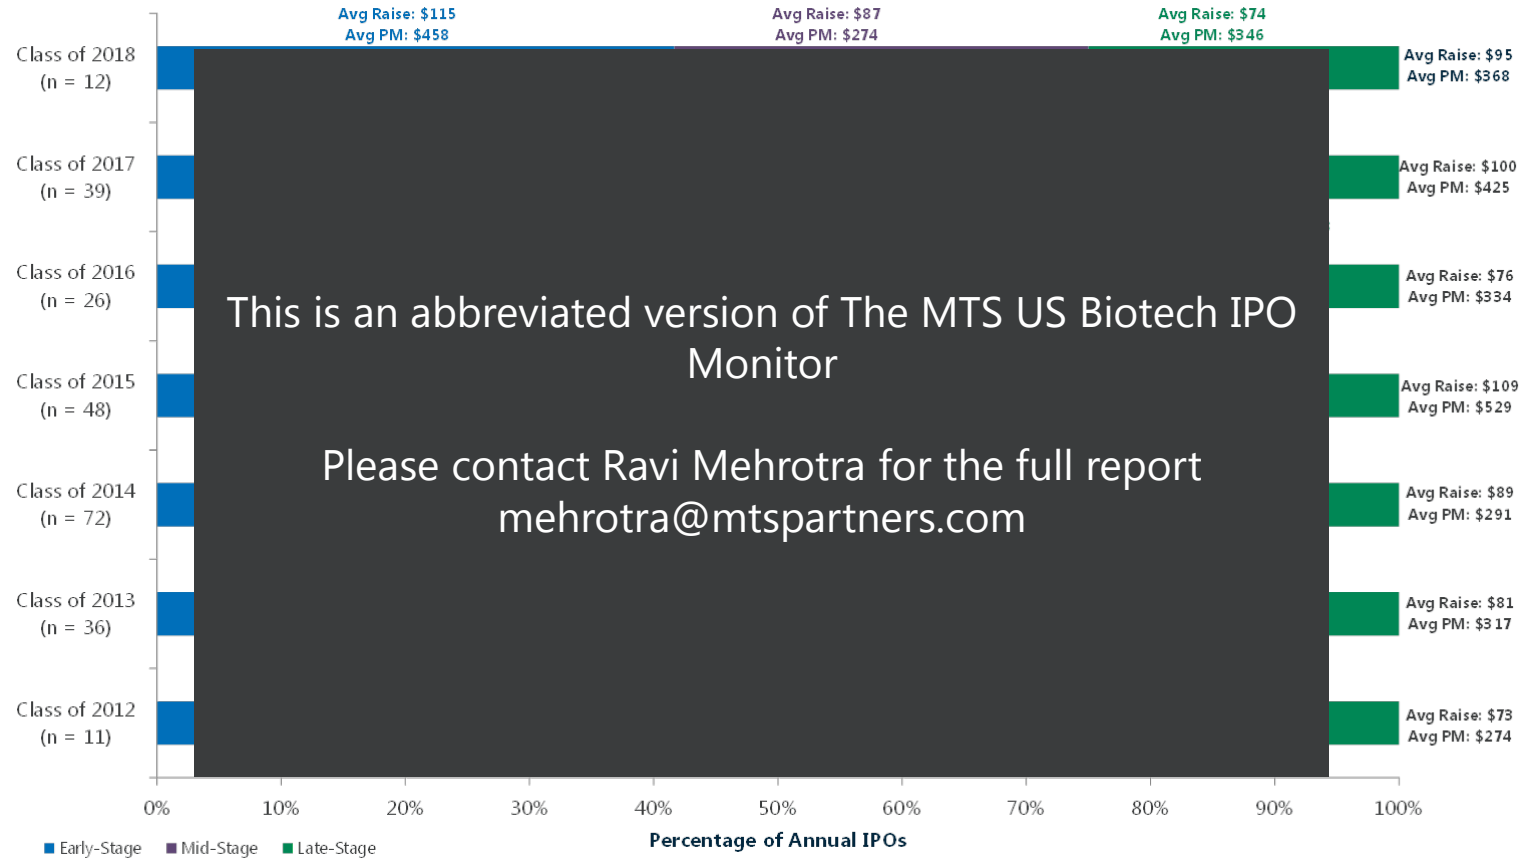 Avg Raise: $115
Avg PM: $458
Avg Raise: $87
Avg PM: $274
Avg Raise: $74
Avg PM: $346
Class of 2018
(n = 12)
Avg Raise: $95
Avg PM: $368
Class of 2017
(n = 39)
Avg Raise: $100
Avg PM: $425
Class of 2016
(n = 26)
Avg Raise: $76
Avg PM: $334
Class of 2015
(n = 48)
Avg Raise: $109
Avg PM: $529
Class of 2014
(n = 72)
Avg Raise: $89
Avg PM: $291
Class of 2013
(n = 36)
Avg Raise: $81
Avg PM: $317
Class of 2012
(n = 11)
Avg Raise: $73
Avg PM: $274
This is an abbreviated version of The MTS US Biotech IPO
Monitor
Please contact Ravi Mehrotra for the full report
mehrotra@mtspartners.com
0% 10% 20% 30% 40% 50% 60% 70% 80% 90% 100%
Percentage of Annual IPOs
Early-Stage Mid-Stage Late-Stage